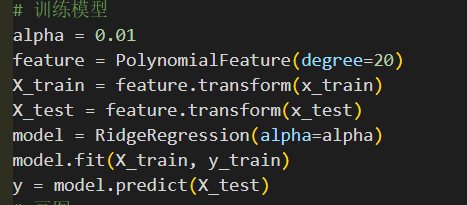 # 训练模型
alpha = 0.01
feature = PolynomialFeature(degree=20)
X_train = feature.transform(x_train)
X_test = feature.transform(x_test)
model = RidgeRegression(alpha=alpha)
model.fit(X_train, y_train)
y = model.predict(X_test)